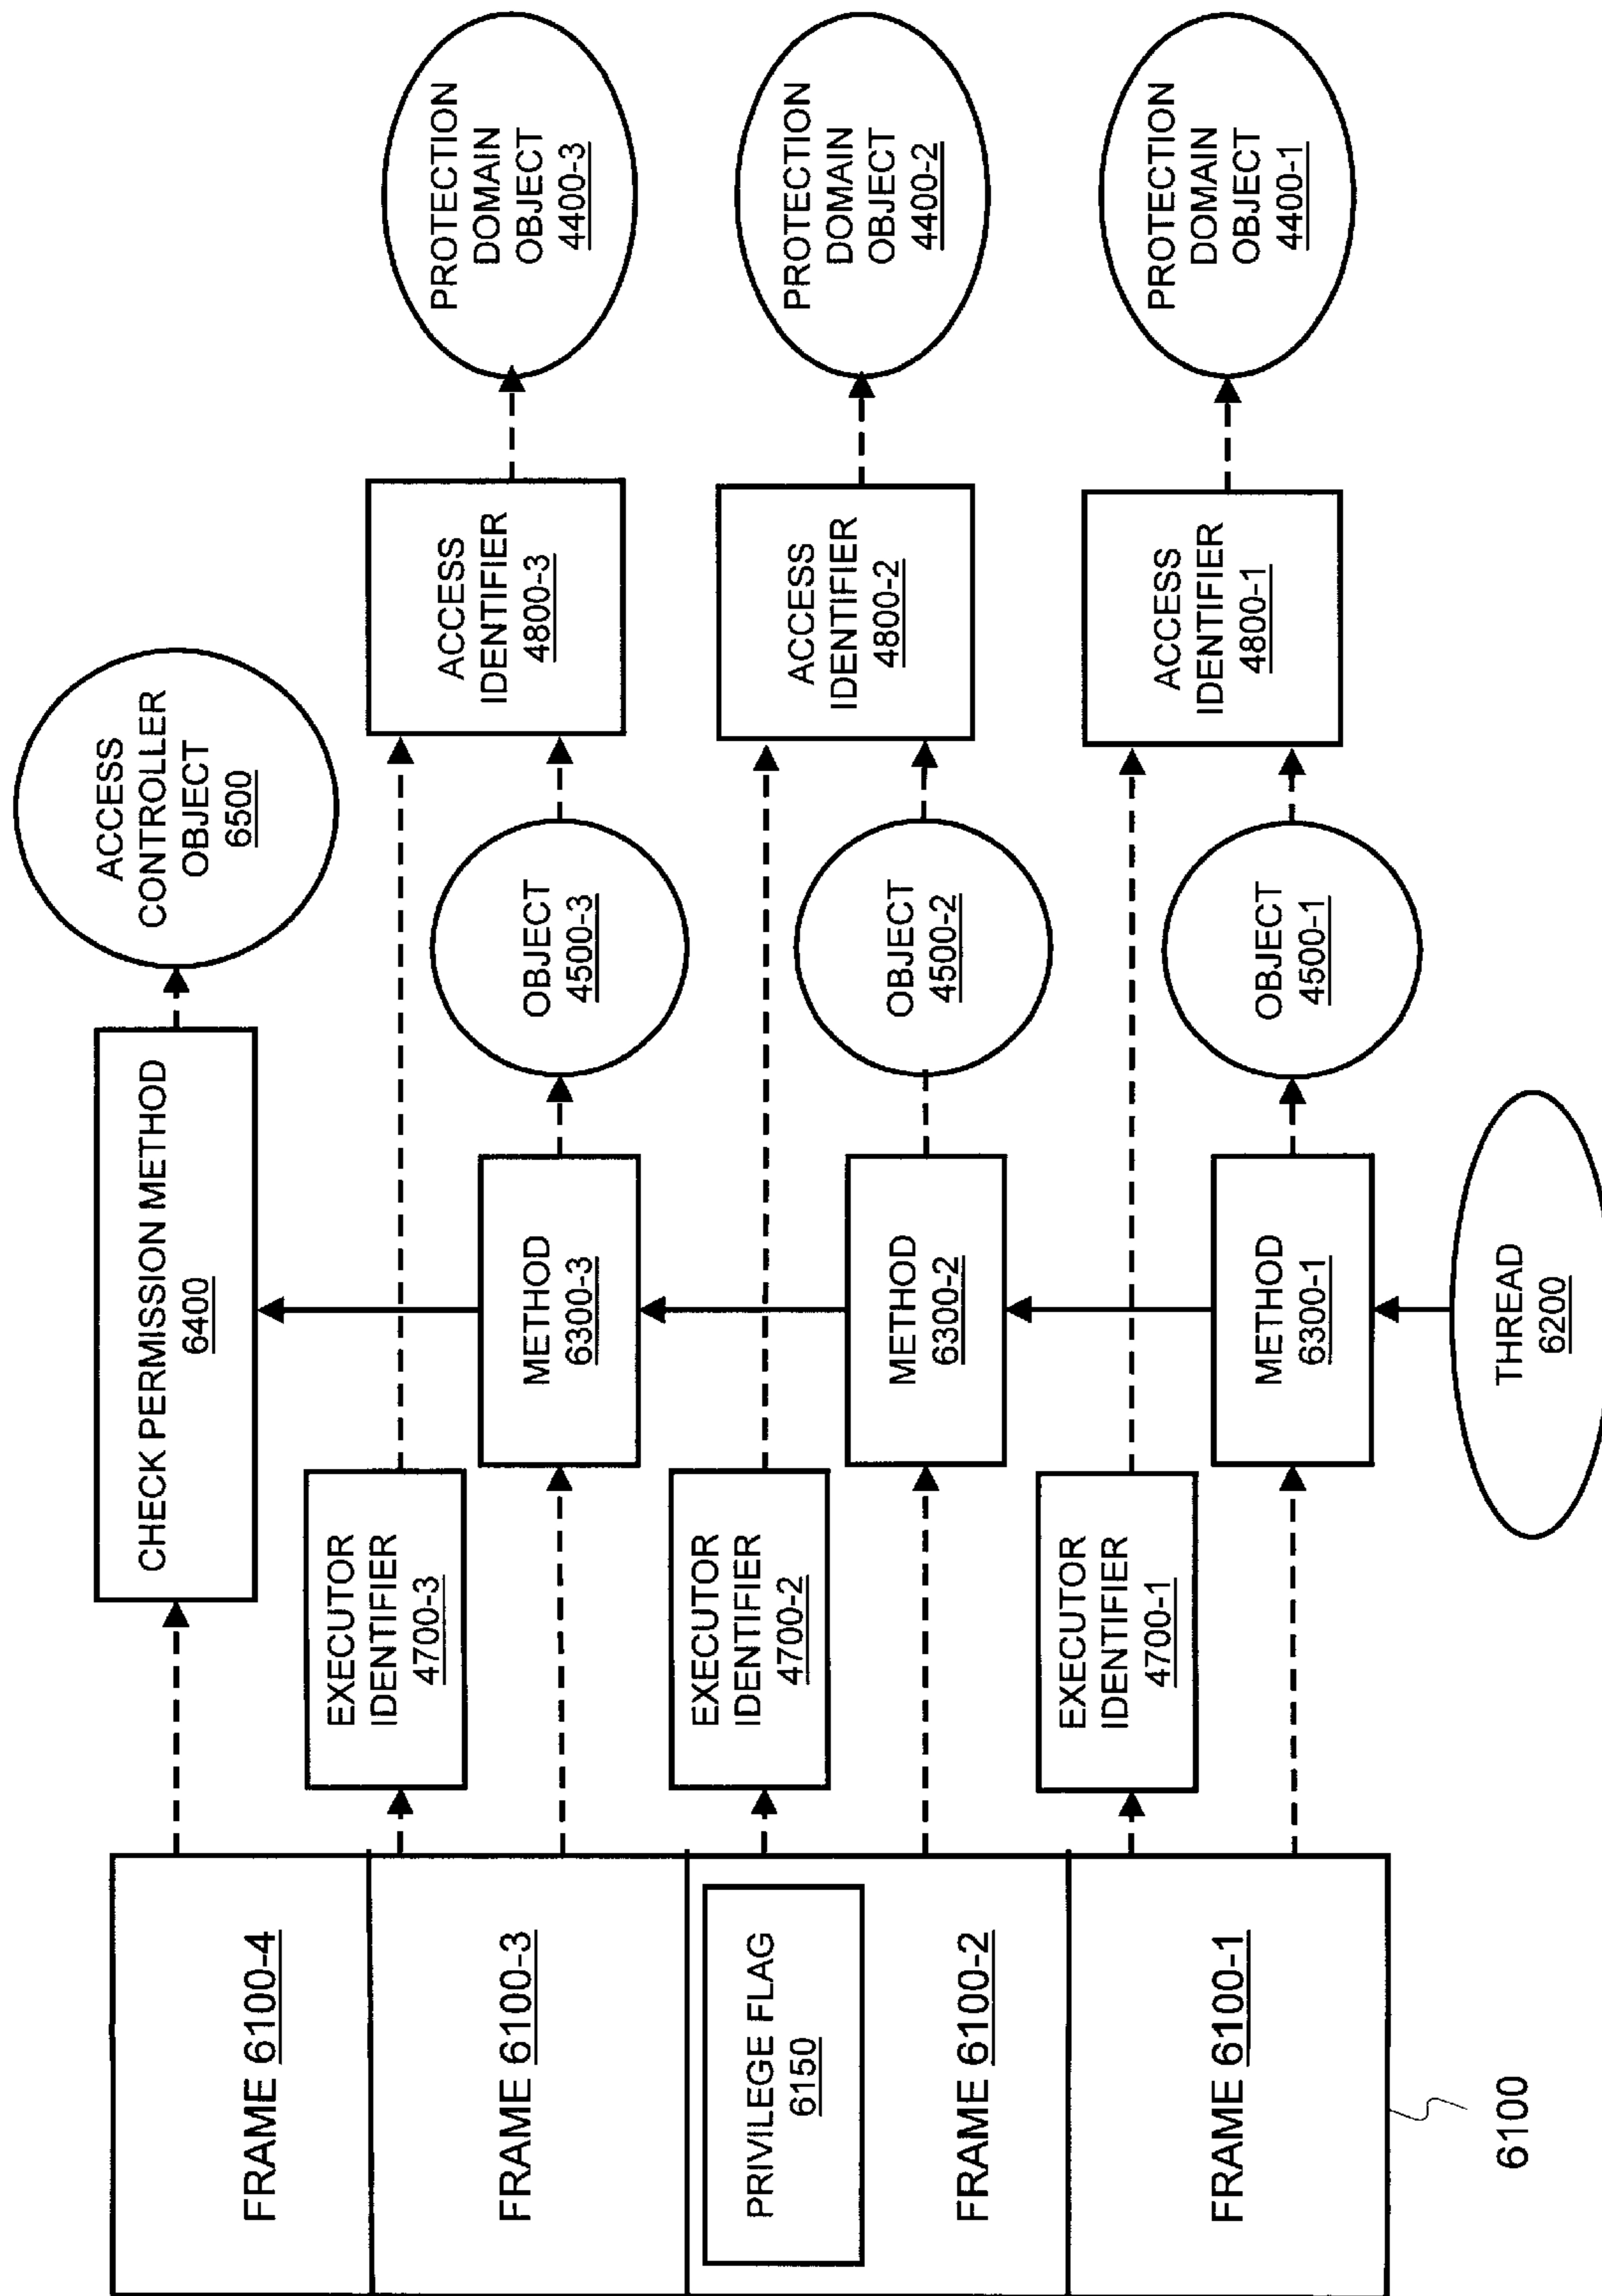 ACCESS
CONTROLLER
OBJECT
6500
CHECK PERMISSION METHOD
6400
FRAME 6100-4
EXECUTOR
IDENTIFIER
4700-3
ACCESS
IDENTIFIER
4800-3
PROTECTION
DOMAIN
OBJECT
4400-3
FRAME 6100-3
METHOD
6300-3
OBJECT
4500-3
PRIVILEGE FLAG
6150
EXECUTOR
IDENTIFIER
4700-2
ACCESS
IDENTIFIER
4800-2
PROTECTION
DOMAIN
OBJECT
4400-2
FRAME 6100-2
METHOD
6300-2
OBJECT
4500-2
EXECUTOR
IDENTIFIER
4700-1
ACCESS
IDENTIFIER
4800-1
PROTECTION
DOMAIN
OBJECT
4400-1
FRAME 6100-1
METHOD
6300-1
OBJECT
4500-1
6100
THREAD
6200